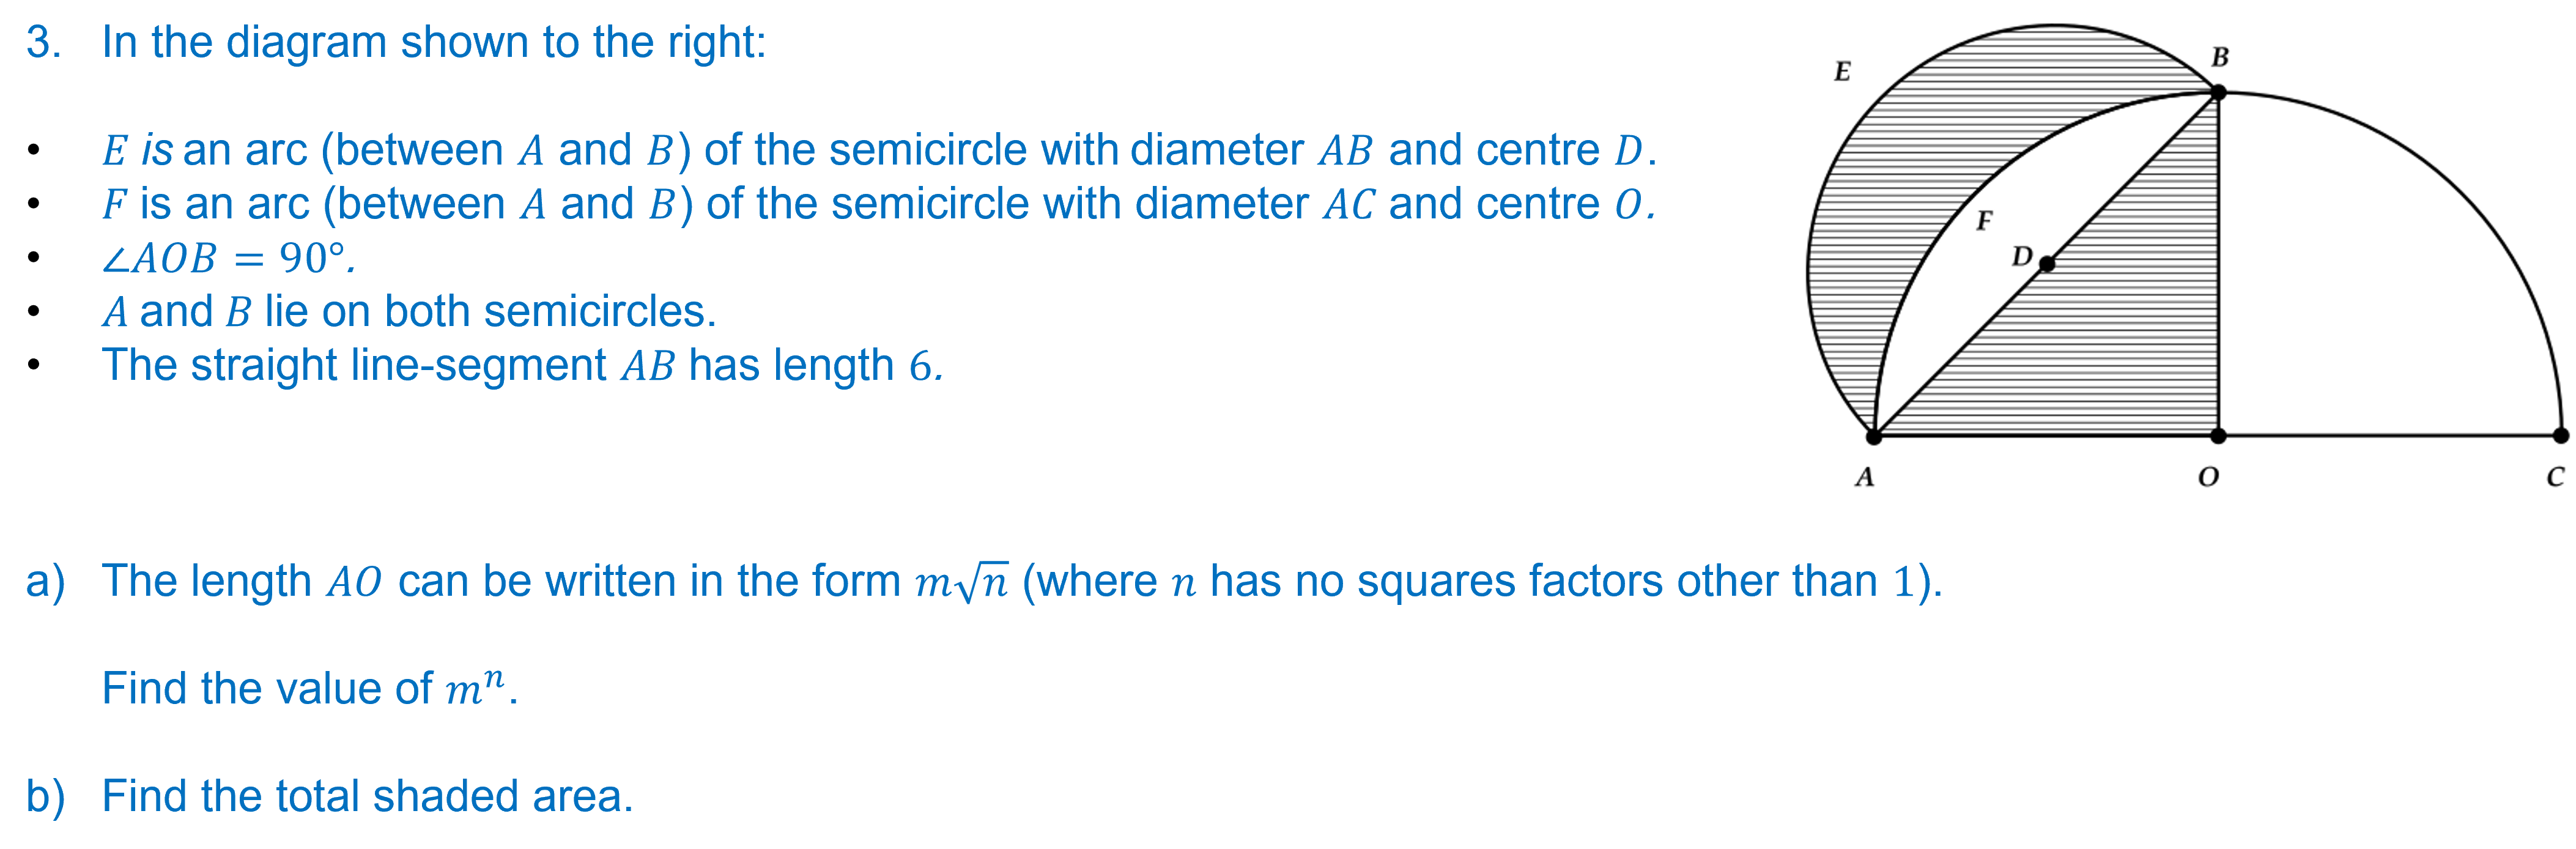 3. In the diagram shown to the right:
• E is an arc (between A and B) of the semicircle with diameter AB and centre D.
• F is an arc (between A and B) of the semicircle with diameter AC and centre O.
• ∠AOB = 90°.
• A and B lie on both semicircles.
• The straight line-segment AB has length 6.
E
B
F
D
A
O
C
a) The length AO can be written in the form m√n (where n has no squares factors other than 1).
Find the value of mⁿ.
b) Find the total shaded area.